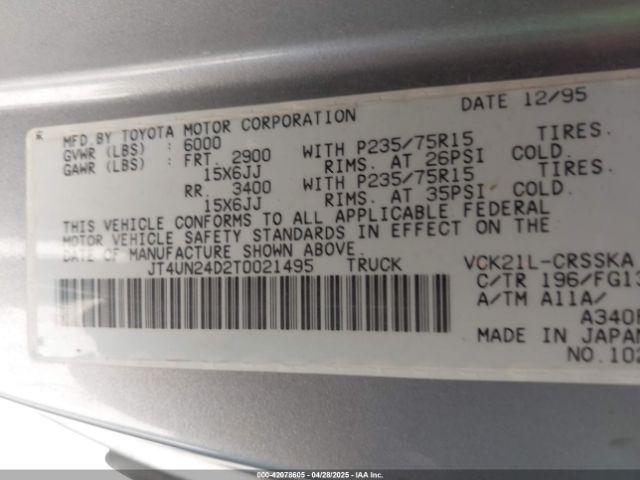 DATE 12/95
MFD.BY TOYOTA MOTOR CORPORATION
GVWR (LBS) : 6000
GAWR (LBS) : FRT. 2900 WITH P235/75R15 TIRES.
15X6JJ RIMS. AT 26PSI COLD.
RR. 3400 WITH P235/75R15 TIRES.
15X6JJ RIMS. AT 35PSI COLD.
THIS VEHICLE CONFORMS TO ALL APPLICABLE FEDERAL
MOTOR VEHICLE SAFETY STANDARDS IN EFFECT ON THE
DATE OF MANUFACTURE SHOWN ABOVE.
JT4UN24D2T0021495 TRUCK VCK21L-CRSSKA
C/TR 196/FG13
A/TM A11A/
A340F
MADE IN JAPAN
NO.102
000-42078605 - 04/28/2025 - IAA Inc.